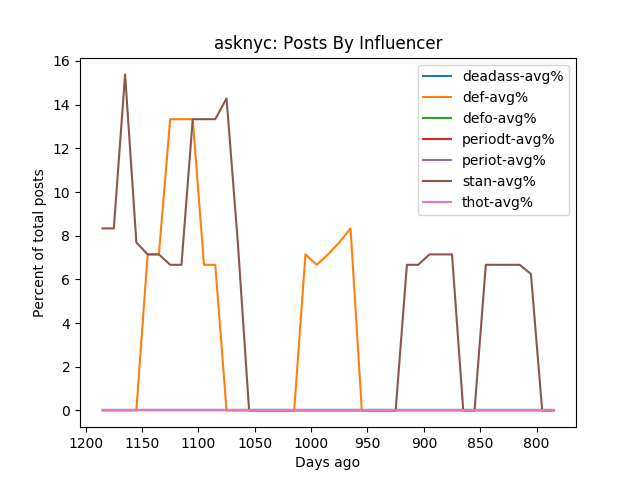 asknyc: Posts By Influencer
Percent of total posts
16
14
12
10
8
6
4
2
0
deadass-avg%
def-avg%
defo-avg%
periodt-avg%
periot-avg%
stan-avg%
thot-avg%
1200 1150 1100 1050 1000 950 900 850 800
Days ago